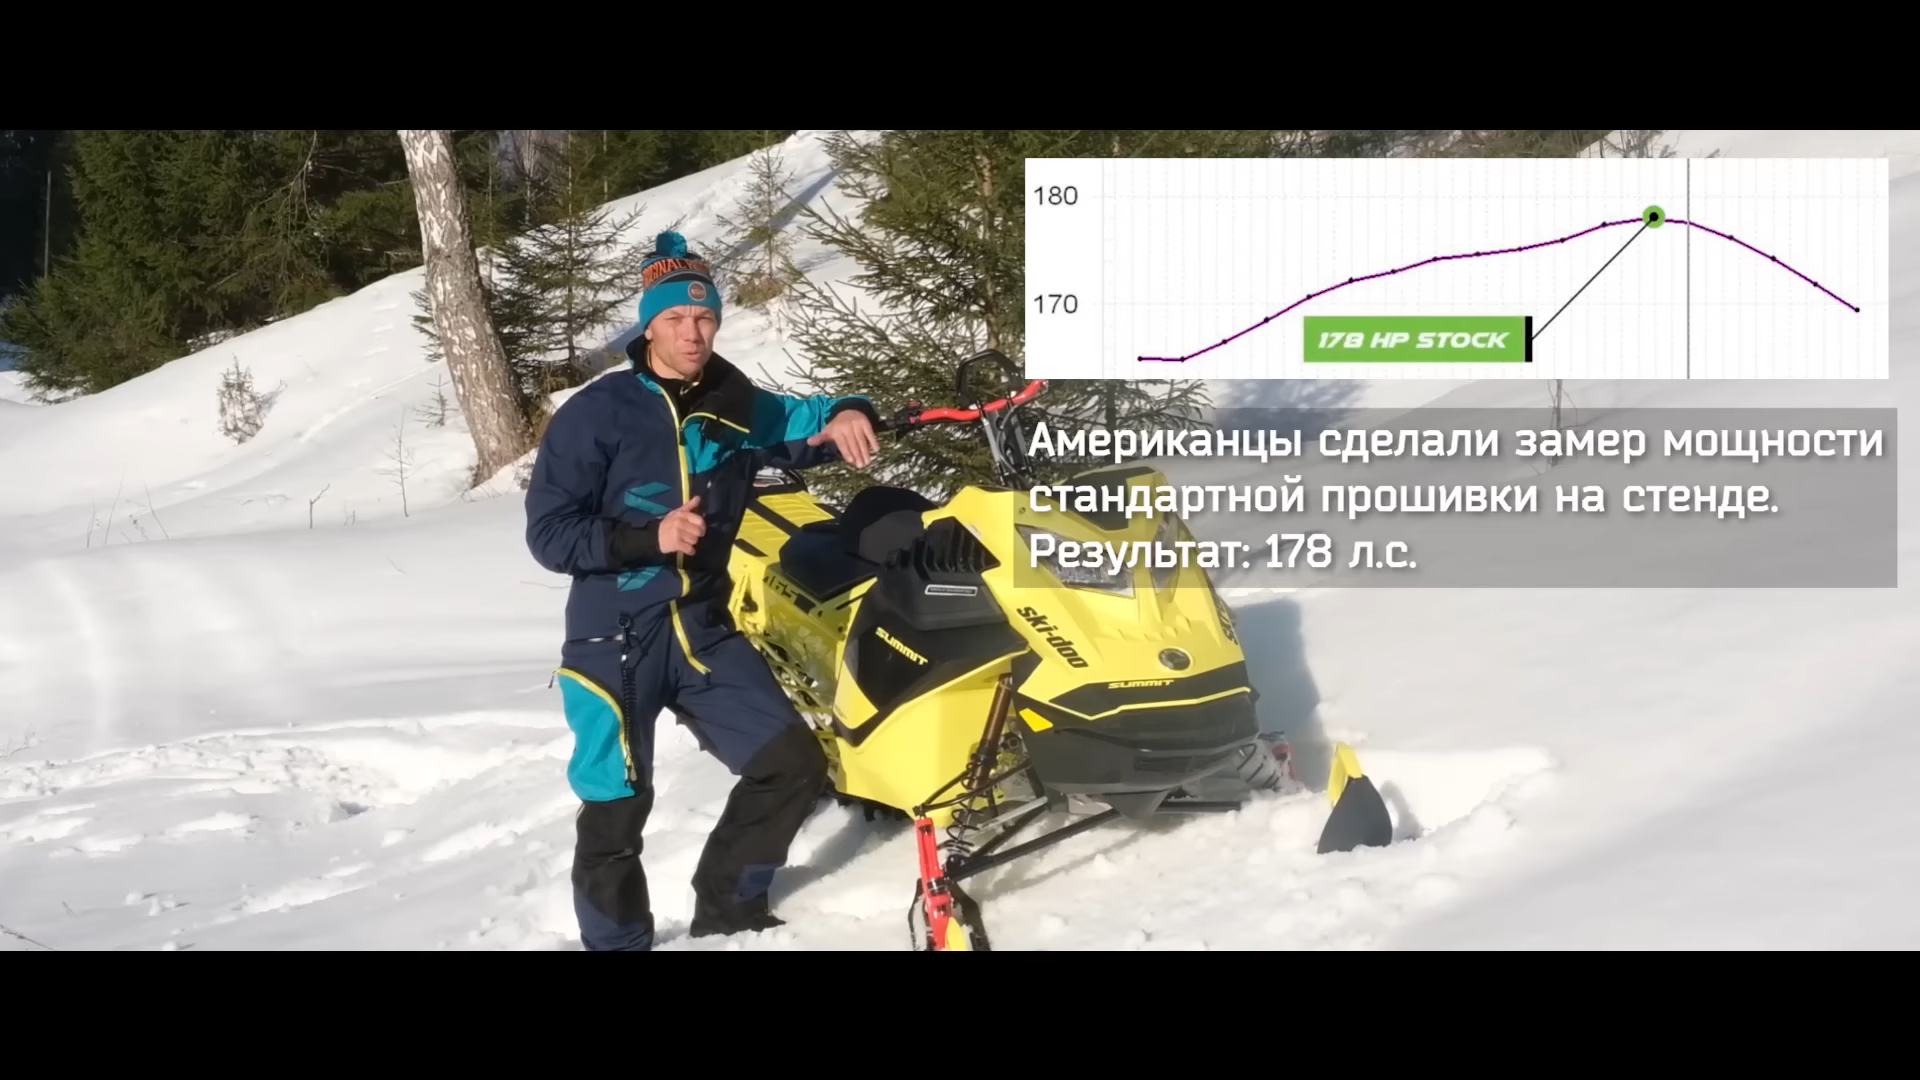 180
170
178 HP STOCK
Американцы сделали замер мощности
стандартной прошивки на стенде.
Результат: 178 л.с.
ski-doo
SUMMIT
SUMMIT